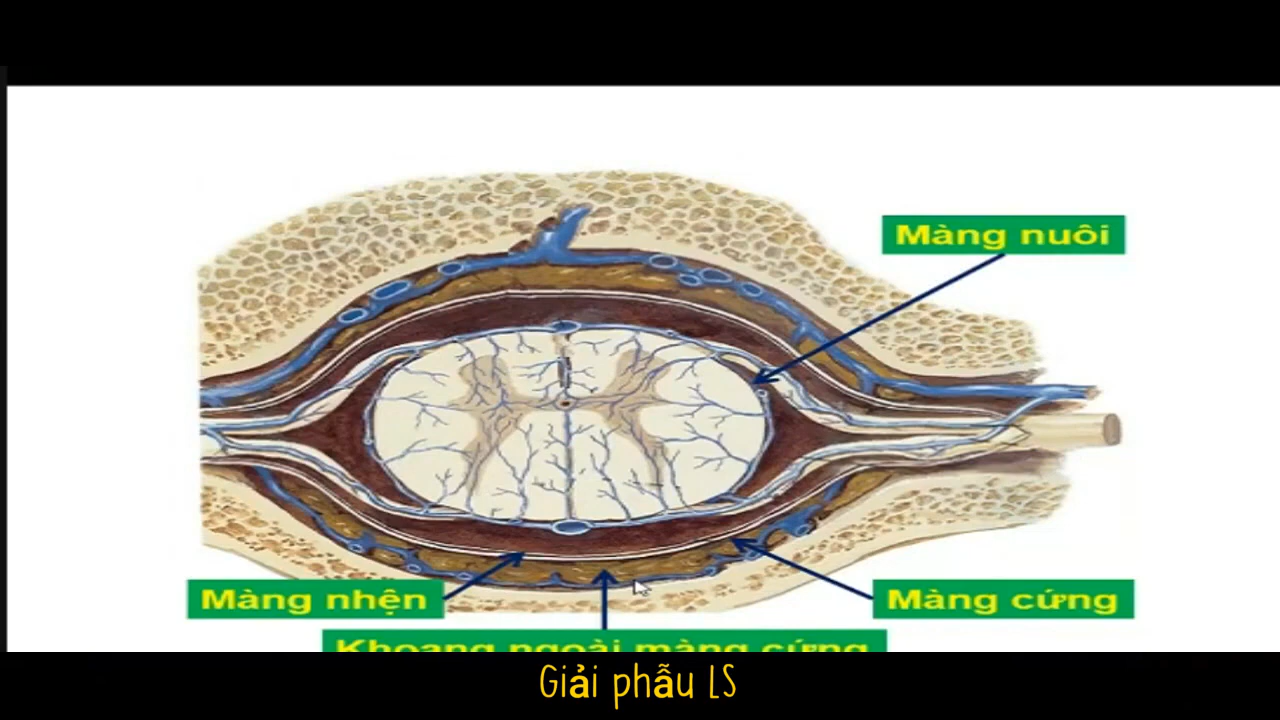 Màng nuôi
Màng nhện
Màng cứng
Khoang ngoài màng cứng
Giải phẫu LS